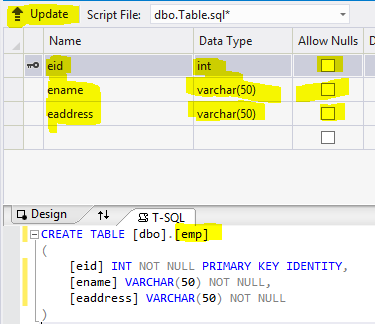 Update Script File: dbo.Table.sql*
Name Data Type Allow Nulls D
eid int
ename varchar(50)
eaddress varchar(50)
Design T-SQL
CREATE TABLE [dbo].[emp]
(
[eid] INT NOT NULL PRIMARY KEY IDENTITY,
[ename] VARCHAR(50) NOT NULL,
[eaddress] VARCHAR(50) NOT NULL
)